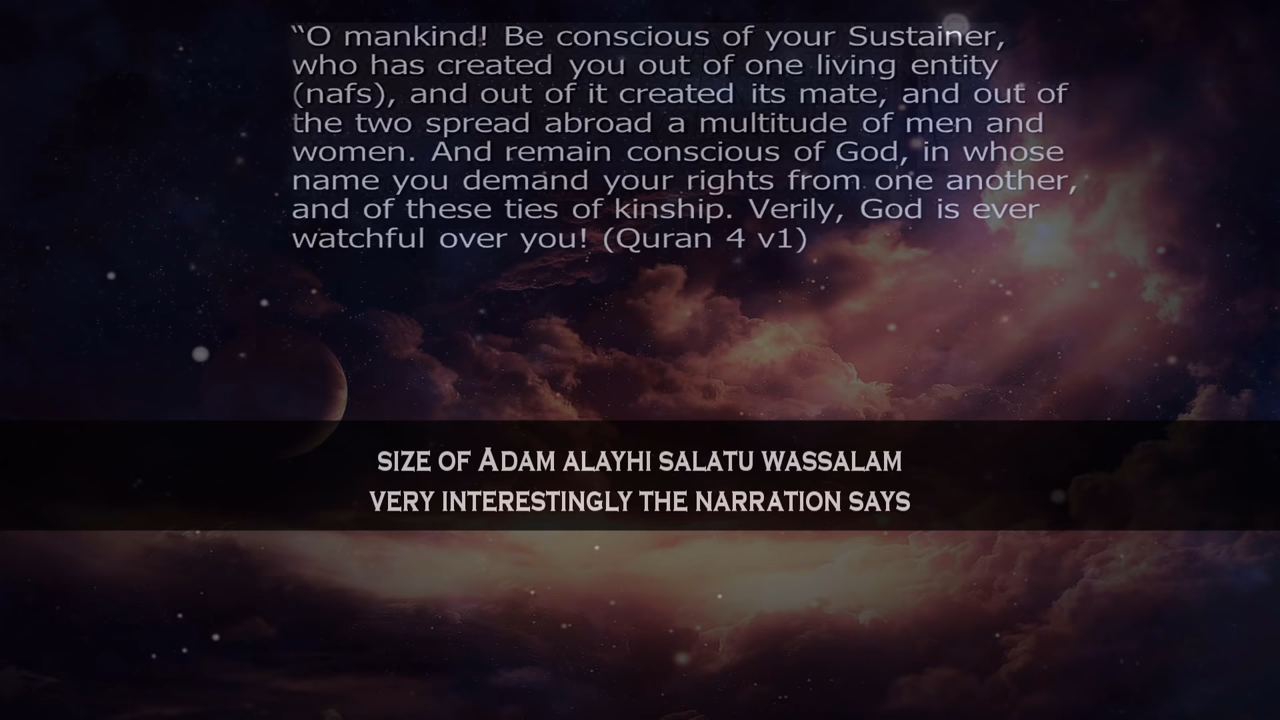 “O mankind! Be conscious of your Sustainer,
who has created you out of one living entity
(nafs), and out of it created its mate, and out of
the two spread abroad a multitude of men and
women. And remain conscious of God, in whose
name you demand your rights from one another,
and of these ties of kinship. Verily, God is ever
watchful over you! (Quran 4 v1)
SIZE OF ADAM ALAYHI SALATU WASSALAM
VERY INTERESTINGLY THE NARRATION SAYS